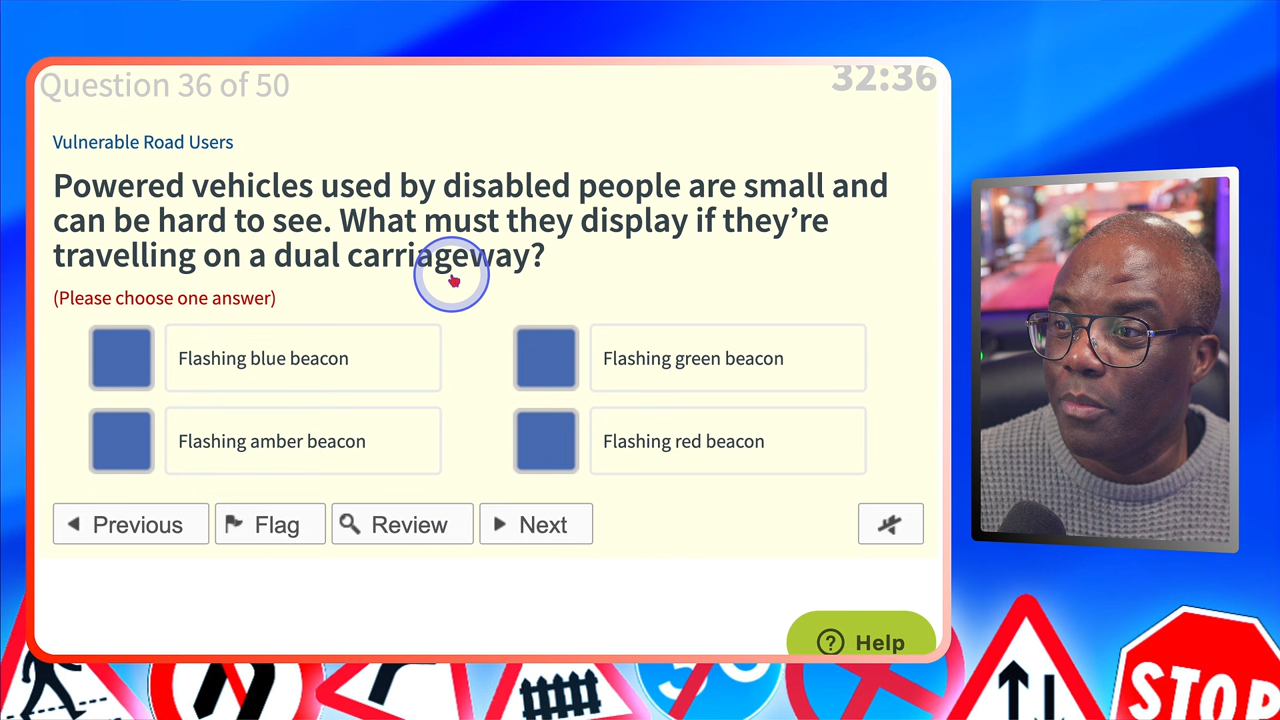 Question 36 of 50
32:36
Vulnerable Road Users
Powered vehicles used by disabled people are small and
can be hard to see. What must they display if they’re
travelling on a dual carriageway?
(Please choose one answer)
Flashing blue beacon
Flashing green beacon
Flashing amber beacon
Flashing red beacon
Previous
Flag
Review
Next
? Help
STOP